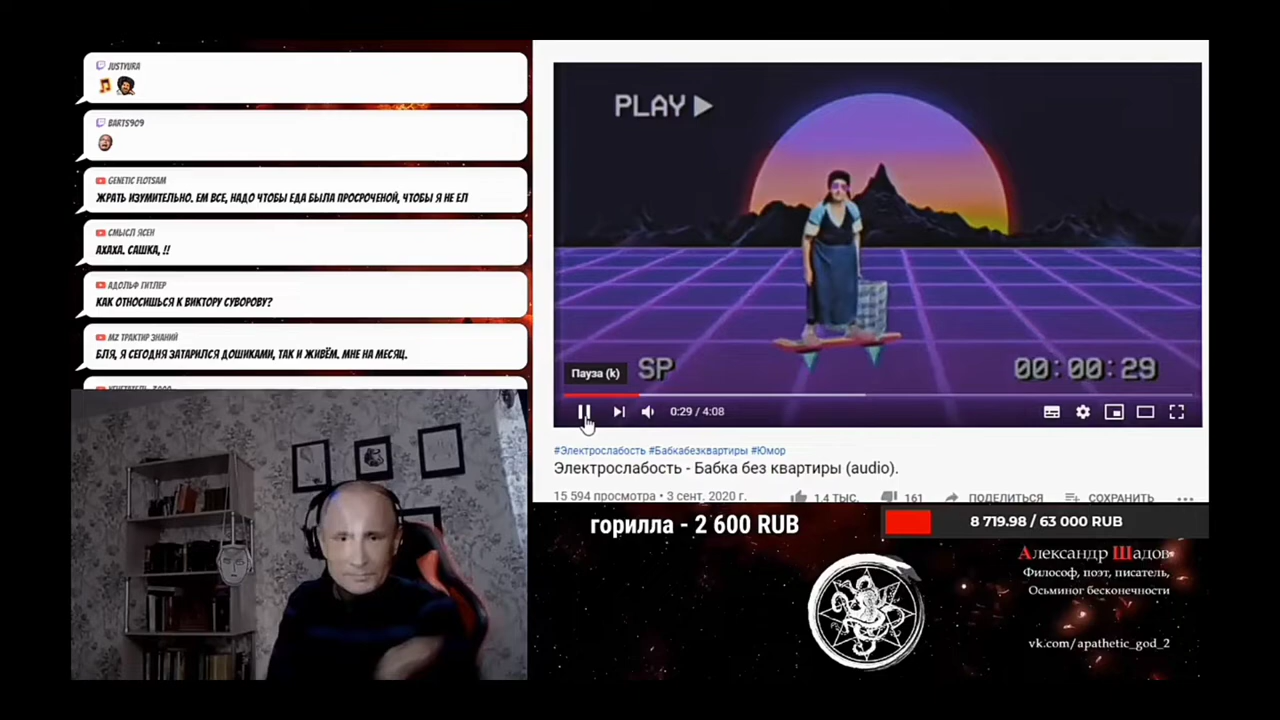 JUSTYURA
BARTS909
GENETIC FLOTSAM
ЖРАТЬ ИЗУМИТЕЛЬНО. ЕМ ВСЕ, НАДО ЧТОБЫ ЕДА БЫЛА ПРОСРОЧЕНОЙ, ЧТОБЫ Я НЕ ЕЛ
СМЫСЛ ЯСЕН
АХАХА. САШКА, !!
АДОЛЬФ ГИТЛЕР
КАК ОТНОСИШЬСЯ К ВИКТОРУ СУВОРОВУ?
MZ ТРАКТИР ЗНАНИЙ
БЛЯ, Я СЕГОДНЯ ЗАТАРИЛСЯ ДОШИКАМИ, ТАК И ЖИВЁМ. МНЕ НА МЕСЯЦ.
PLAY
Пауза (k)
SP
00:00:29
0:29 / 4:08
#Электрослабость #Бабкабезквартиры #Юмор
Электрослабость - Бабка без квартиры (audio).
15 594 просмотра • 3 сент. 2020 г.
1,4 ТЫС.
161
ПОДЕЛИТЬСЯ
СОХРАНИТЬ
горилла - 2 600 RUB
8 719.98 / 63 000 RUB
Александр Шадов
Философ, поэт, писатель,
Осьминог бесконечности
vk.com/apathetic_god_2